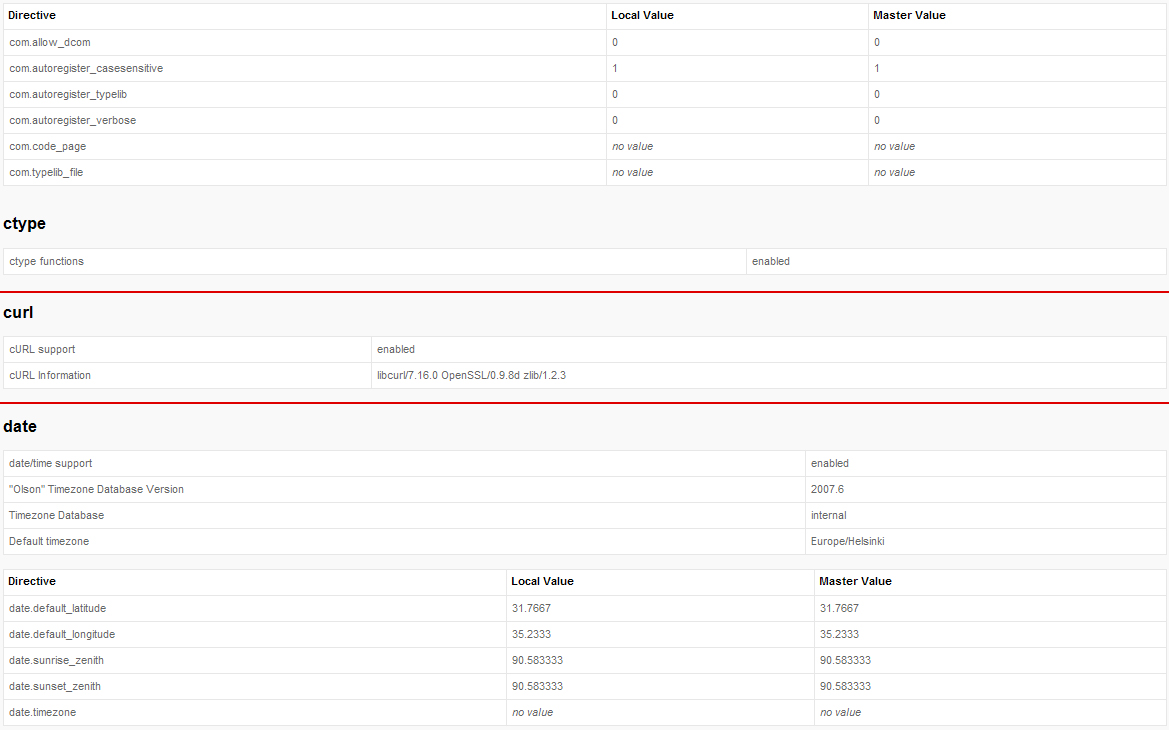 Directive Local Value Master Value
com.allow_dcom 0 0
com.autoregister_casesensitive 1 1
com.autoregister_typelib 0 0
com.autoregister_verbose 0 0
com.code_page no value no value
com.typelib_file no value no value
ctype
ctype functions enabled
curl
cURL support enabled
cURL Information libcurl/7.16.0 OpenSSL/0.9.8d zlib/1.2.3
date
date/time support enabled
"Olson" Timezone Database Version 2007.6
Timezone Database internal
Default timezone Europe/Helsinki
Directive Local Value Master Value
date.default_latitude 31.7667 31.7667
date.default_longitude 35.2333 35.2333
date.sunrise_zenith 90.583333 90.583333
date.sunset_zenith 90.583333 90.583333
date.timezone no value no value